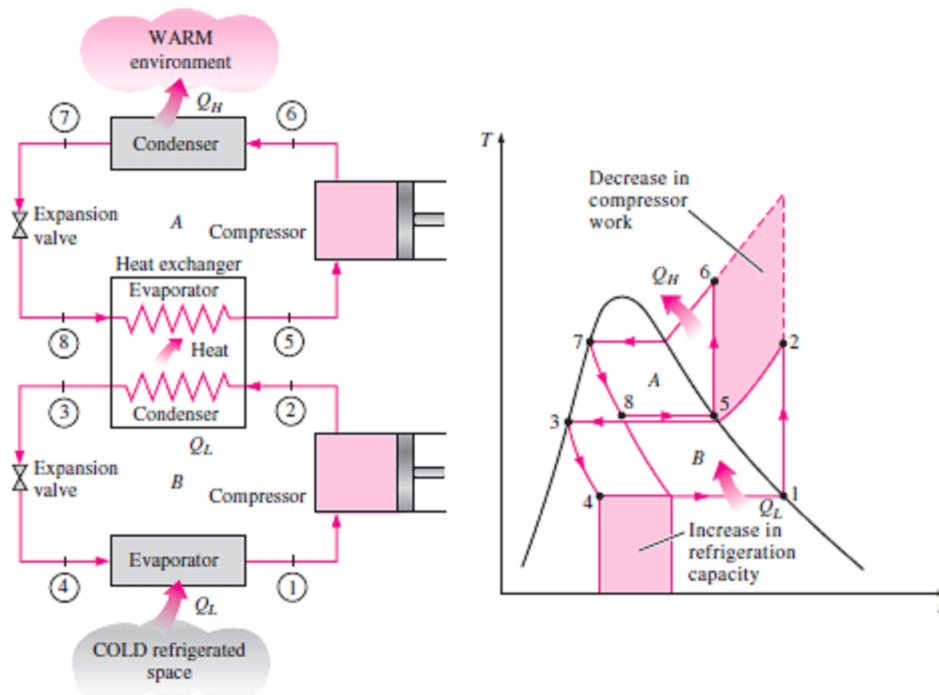 WARM
environment
Q_H
7
6
Condenser
Expansion
valve
A
Compressor
Heat exchanger
Evaporator
8
Heat
5
3
2
Condenser
Q_L
Expansion
valve
B
Compressor
4
Evaporator
1
Q_L
COLD refrigerated
space
T
Decrease in
compressor
work
Q_H
6
7
2
A
8
5
3
B
4
1
Q_L
Increase in
refrigeration
capacity